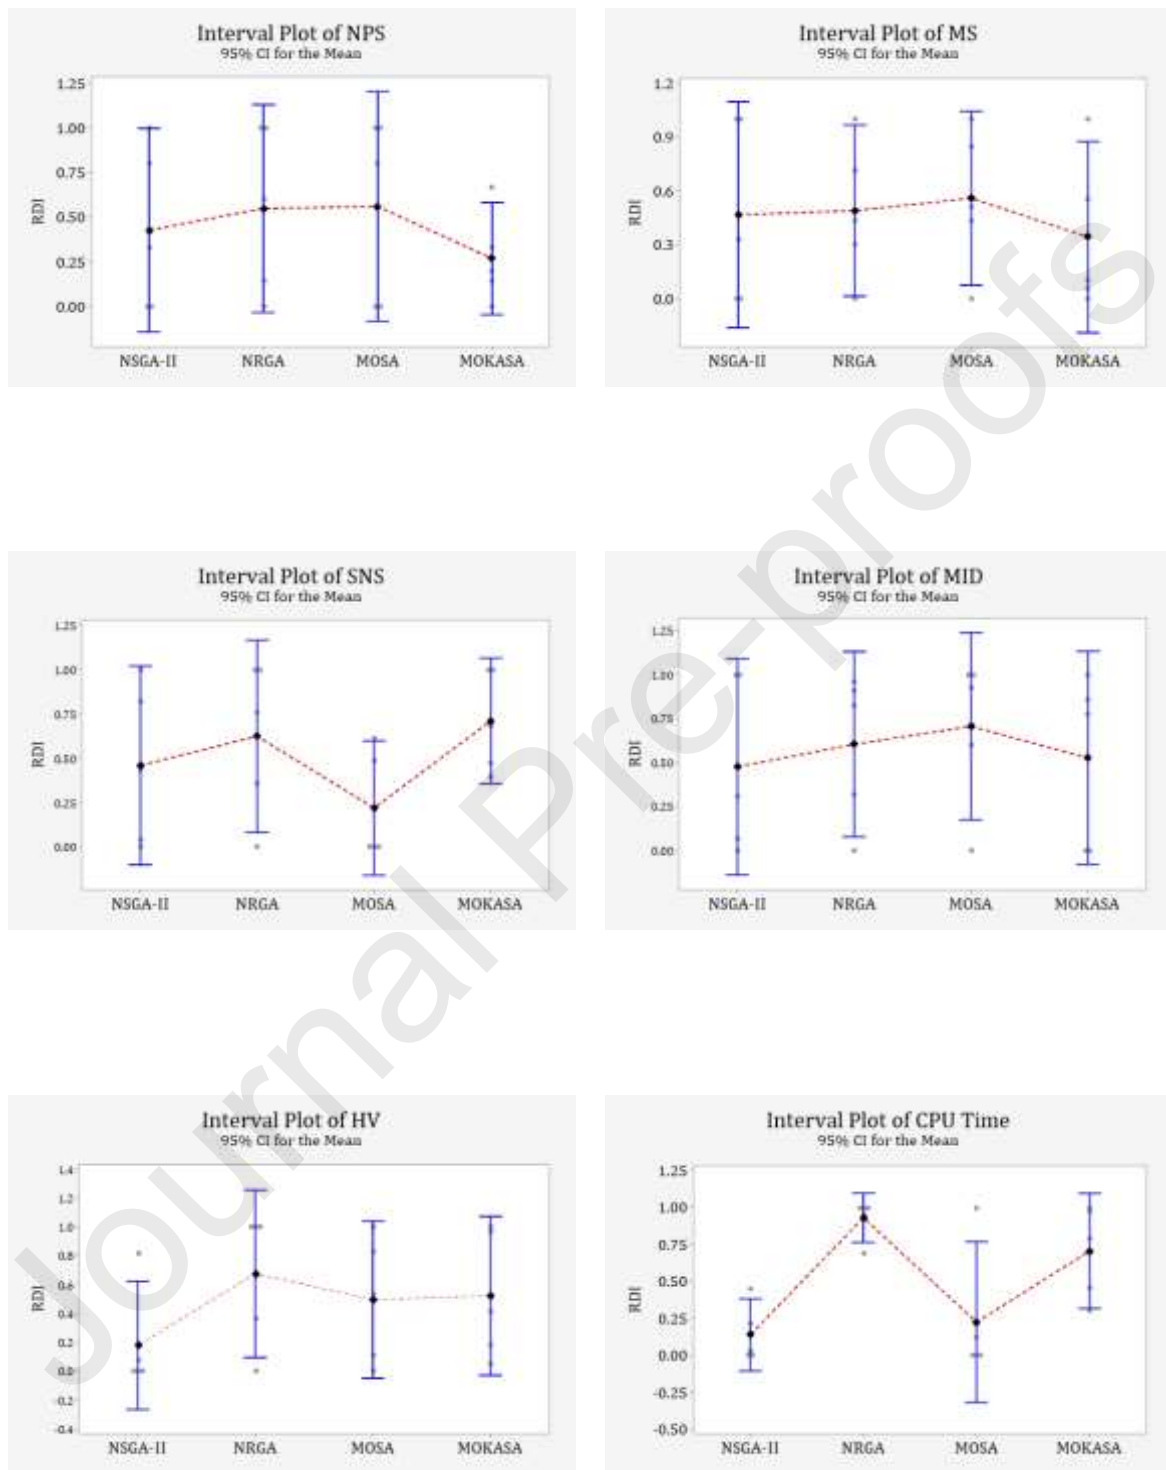 Interval Plot of NPS
95% CI for the Mean
1.25
1.00
0.75
0.50
0.25
0.00
RDI
NSGA-II NRGA MOSA MOKASA
Interval Plot of MS
95% CI for the Mean
1.2
0.9
0.6
0.3
0.0
RDI
NSGA-II NRGA MOSA MOKASA
Interval Plot of SNS
95% CI for the Mean
1.25
1.00
0.75
0.50
0.25
0.00
RDI
NSGA-II NRGA MOSA MOKASA
Interval Plot of MID
95% CI for the Mean
1.25
1.00
0.75
0.50
0.25
0.00
RDI
NSGA-II NRGA MOSA MOKASA
Interval Plot of HV
95% CI for the Mean
1.4
1.2
1.0
0.8
0.6
0.4
0.2
0.0
-0.2
-0.4
RDI
NSGA-II NRGA MOSA MOKASA
Interval Plot of CPU Time
95% CI for the Mean
1.25
1.00
0.75
0.50
0.25
0.00
-0.25
-0.50
RDI
NSGA-II NRGA MOSA MOKASA
Journal Pre-proofs